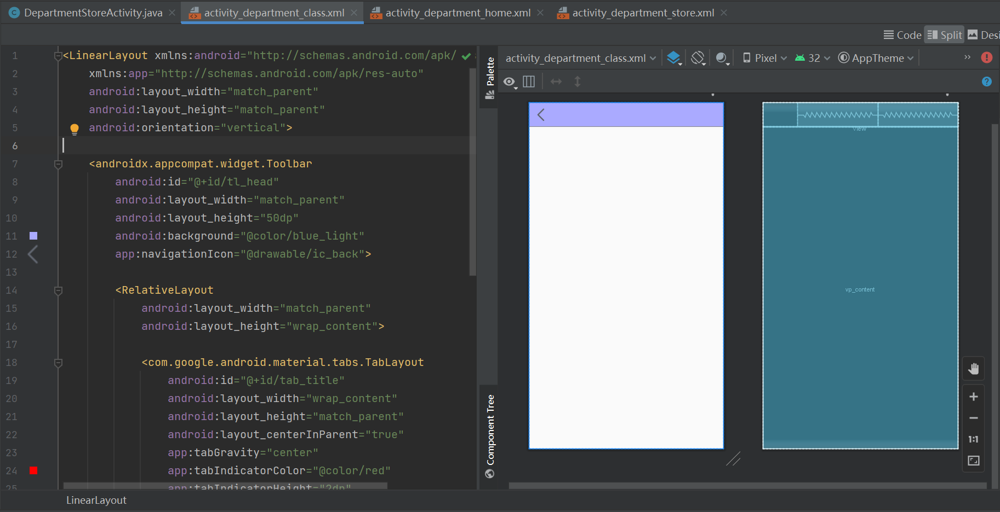 DepartmentStoreActivity.java
activity_department_class.xml
activity_department_home.xml
activity_department_store.xml
Code
Split
Desi
1 <LinearLayout xmlns:android="http://schemas.android.com/apk/
2 xmlns:app="http://schemas.android.com/apk/res-auto"
3 android:layout_width="match_parent"
4 android:layout_height="match_parent"
5 android:orientation="vertical">
6
7 <androidx.appcompat.widget.Toolbar
8 android:id="@+id/tl_head"
9 android:layout_width="match_parent"
10 android:layout_height="50dp"
11 android:background="@color/blue_light"
12 app:navigationIcon="@drawable/ic_back">
13
14 <RelativeLayout
15 android:layout_width="match_parent"
16 android:layout_height="wrap_content">
17
18 <com.google.android.material.tabs.TabLayout
19 android:id="@+id/tab_title"
20 android:layout_width="wrap_content"
21 android:layout_height="match_parent"
22 android:layout_centerInParent="true"
23 app:tabGravity="center"
24 app:tabIndicatorColor="@color/red"
25 app:tabIndicatorHeight="2dp"
LinearLayout
Palette
Component Tree
activity_department_class.xml
Pixel
32
AppTheme
view
vp_content
1:1